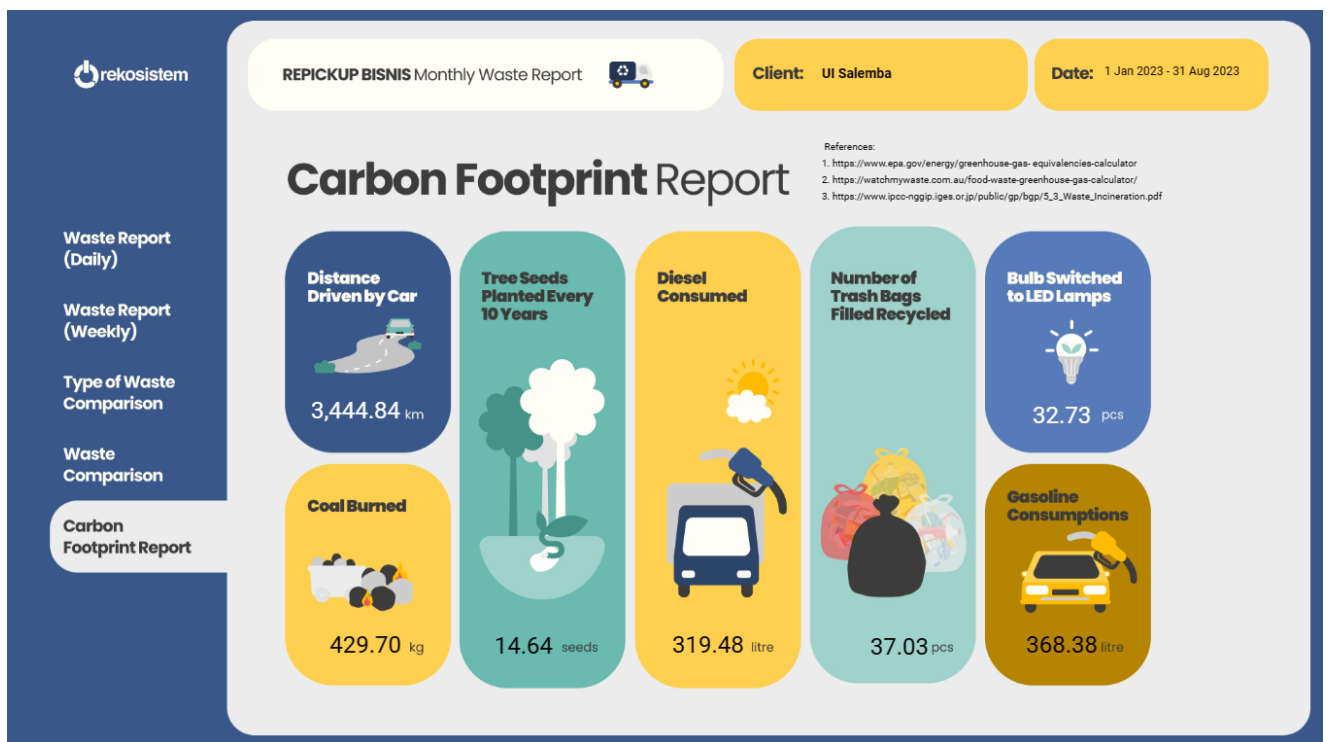 rekosistem
REPICKUP BISNIS Monthly Waste Report
Client: UI Salemba
Date: 1 Jan 2023 - 31 Aug 2023
Carbon Footprint Report
References:
1. https://www.epa.gov/energy/greenhouse-gas- equivalencies-calculator
2. https://watchmywaste.com.au/food-waste-greenhouse-gas-calculator/
3. https://www.ipcc-nggip.iges.or.jp/public/gp/bgp/5_3_Waste_Incineration.pdf
Waste Report
(Daily)
Waste Report
(Weekly)
Type of Waste
Comparison
Waste
Comparison
Carbon
Footprint Report
Distance
Driven by Car
3,444.84 km
Coal Burned
429.70 kg
Tree Seeds
Planted Every
10 Years
14.64 seeds
Diesel
Consumed
319.48 litre
Number of
Trash Bags
Filled Recycled
37.03 pcs
Bulb Switched
to LED Lamps
32.73 pcs
Gasoline
Consumptions
368.38 litre